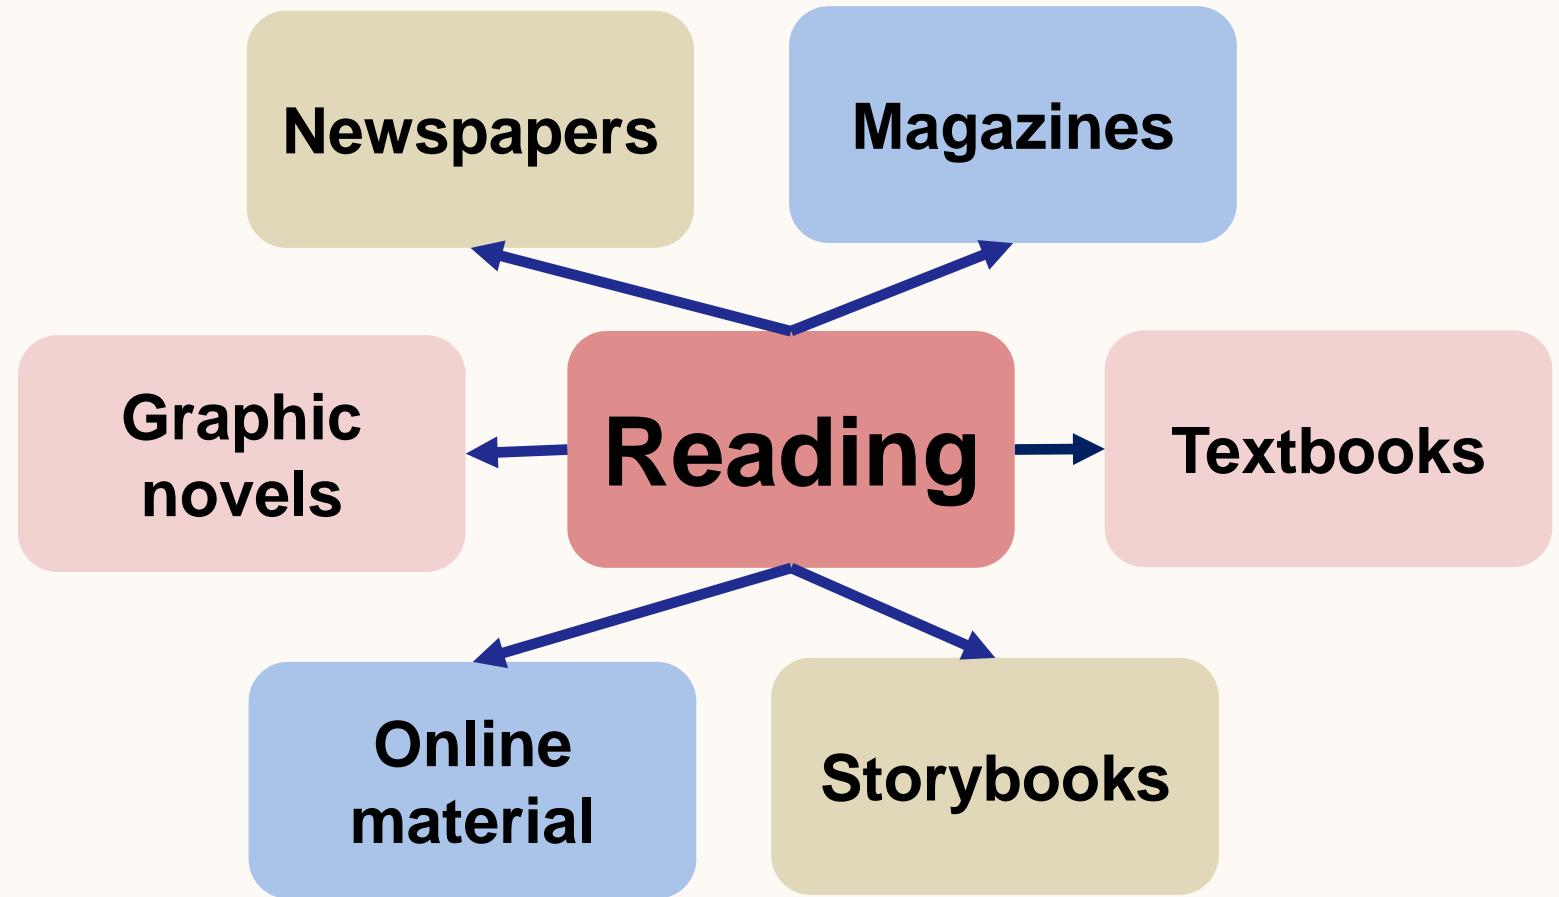 Newspapers
Magazines
Graphic
novels
Reading
Textbooks
Online
material
Storybooks